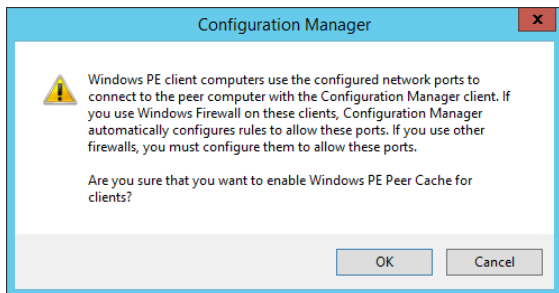 Configuration Manager
x
Windows PE client computers use the configured network ports to
connect to the peer computer with the Configuration Manager client. If
you use Windows Firewall on these clients, Configuration Manager
automatically configures rules to allow these ports. If you use other
firewalls, you must configure them to allow these ports.
Are you sure that you want to enable Windows PE Peer Cache for
clients?
OK
Cancel